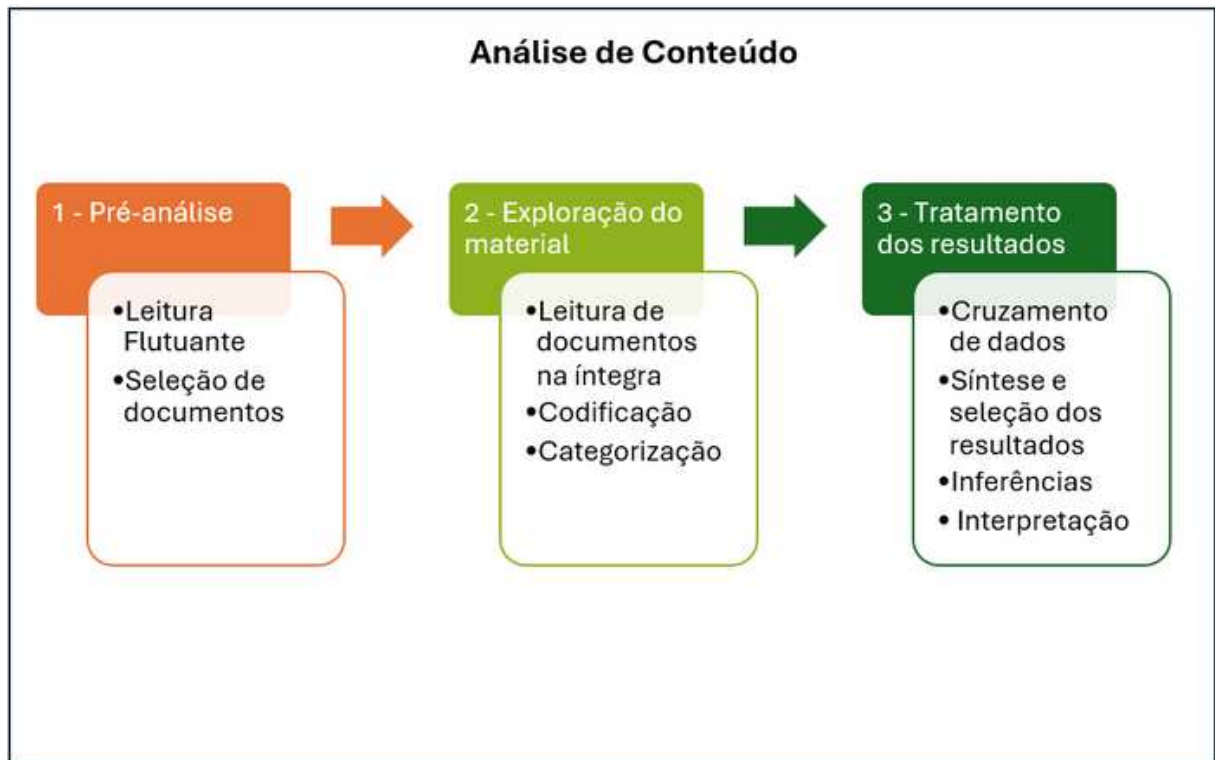 Análise de Conteúdo
1 - Pré-análise
•Leitura
Flutuante
•Seleção de
documentos
2 - Exploração do
material
•Leitura de
documentos
na íntegra
•Codificação
•Categorização
3 - Tratamento
dos resultados
•Cruzamento
de dados
•Síntese e
seleção dos
resultados
•Inferências
• Interpretação